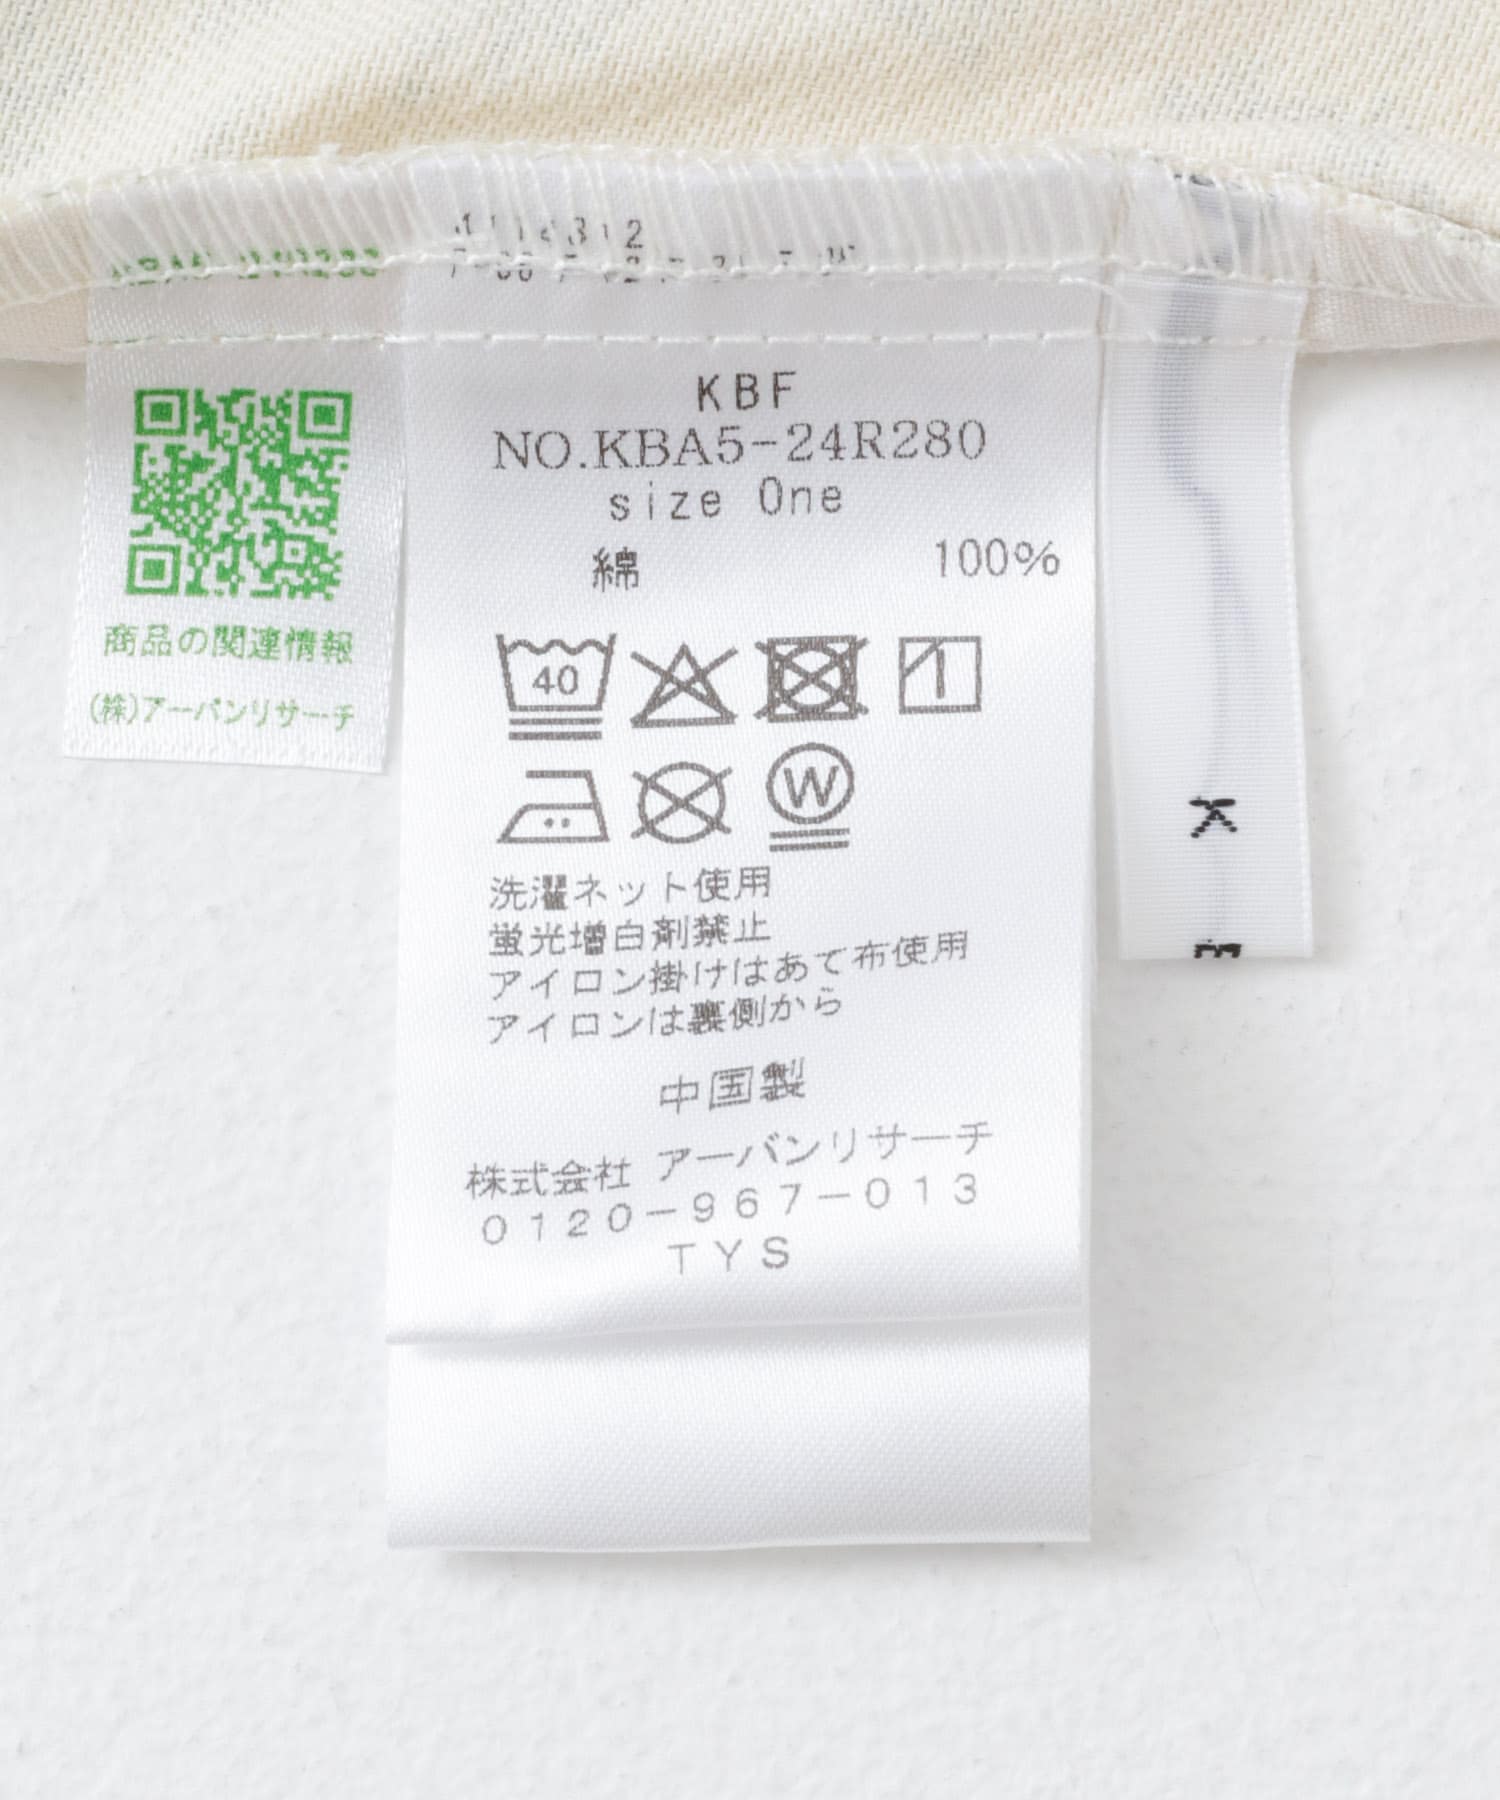 KBF
NO.KBA5-24R280
size One
綿 100%
40
W
洗濯ネット使用
蛍光増白剤禁止
アイロン掛けはあて布使用
アイロンは裏側から
中国製
株式会社 アーバンリサーチ
0120-967-013
TYS
商品の関連情報
(株)アーバンリサーチ
K